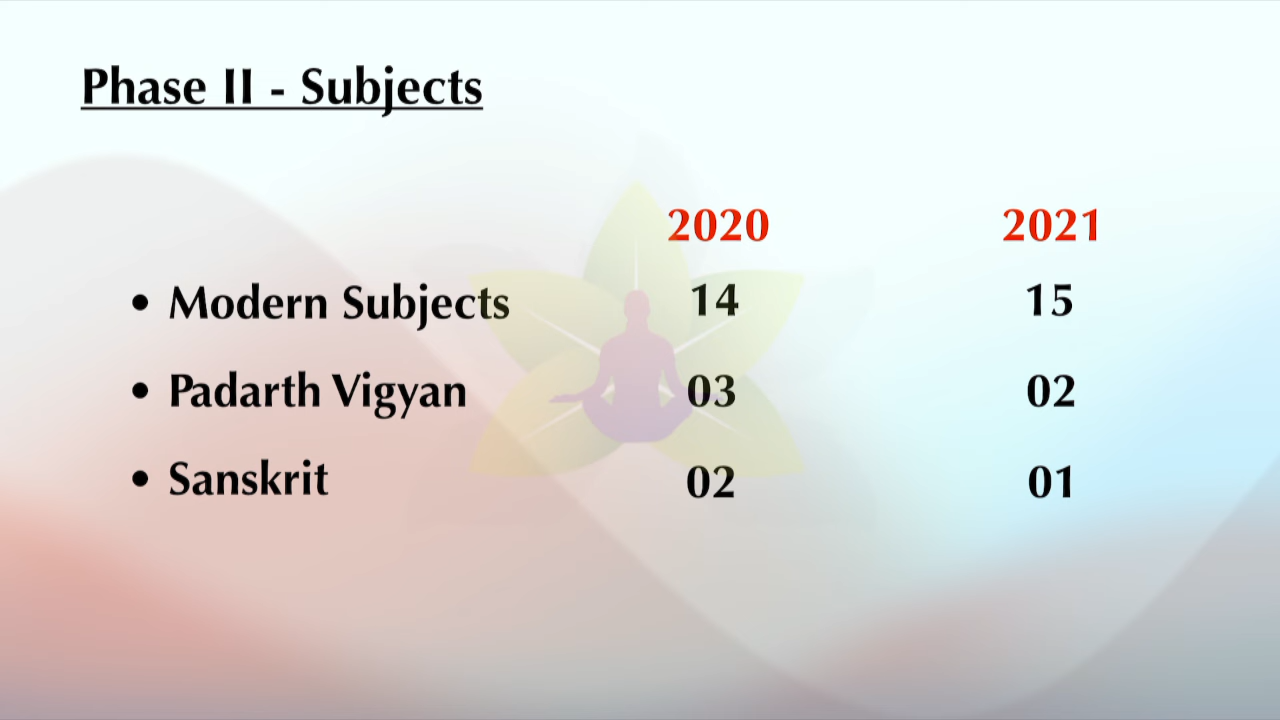 Phase II - Subjects
2020 2021
• Modern Subjects 14 15
• Padarth Vigyan 03 02
• Sanskrit 02 01